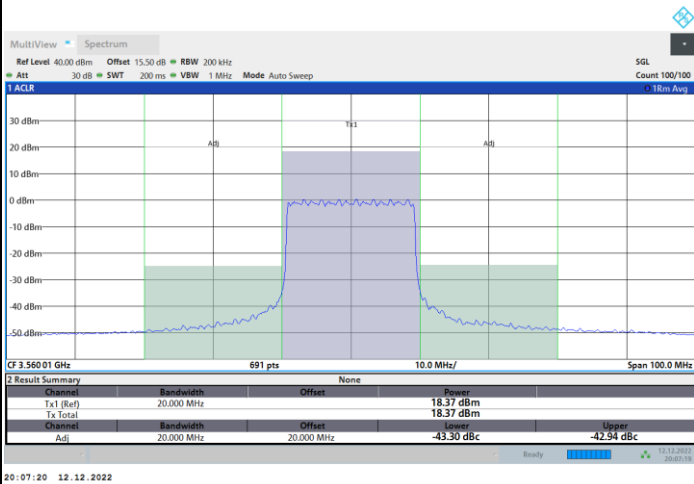 MultiView Spectrum
Ref Level 40.00 dBm Offset 15.50 dB RBW 200 kHz SGL
Att 30 dB SWT 200 ms VBW 1 MHz Mode Auto Sweep Count 100/100
1 ACLR 1Rm Avg
30 dBm
Tx1
20 dBm
Adj Adj
10 dBm
0 dBm
-10 dBm
-20 dBm
-30 dBm
-40 dBm
-50 dBm
CF 3.56001 GHz 691 pts 10.0 MHz/ Span 100.0 MHz
2 Result Summary None
Channel Bandwidth Offset Power
Tx1 (Ref) 20.000 MHz 18.37 dBm
Tx Total 18.37 dBm
Channel Bandwidth Offset Lower Upper
Adj 20.000 MHz 20.000 MHz -43.30 dBc -42.94 dBc
Ready 12.12.2022
20:07:19
20:07:20 12.12.2022